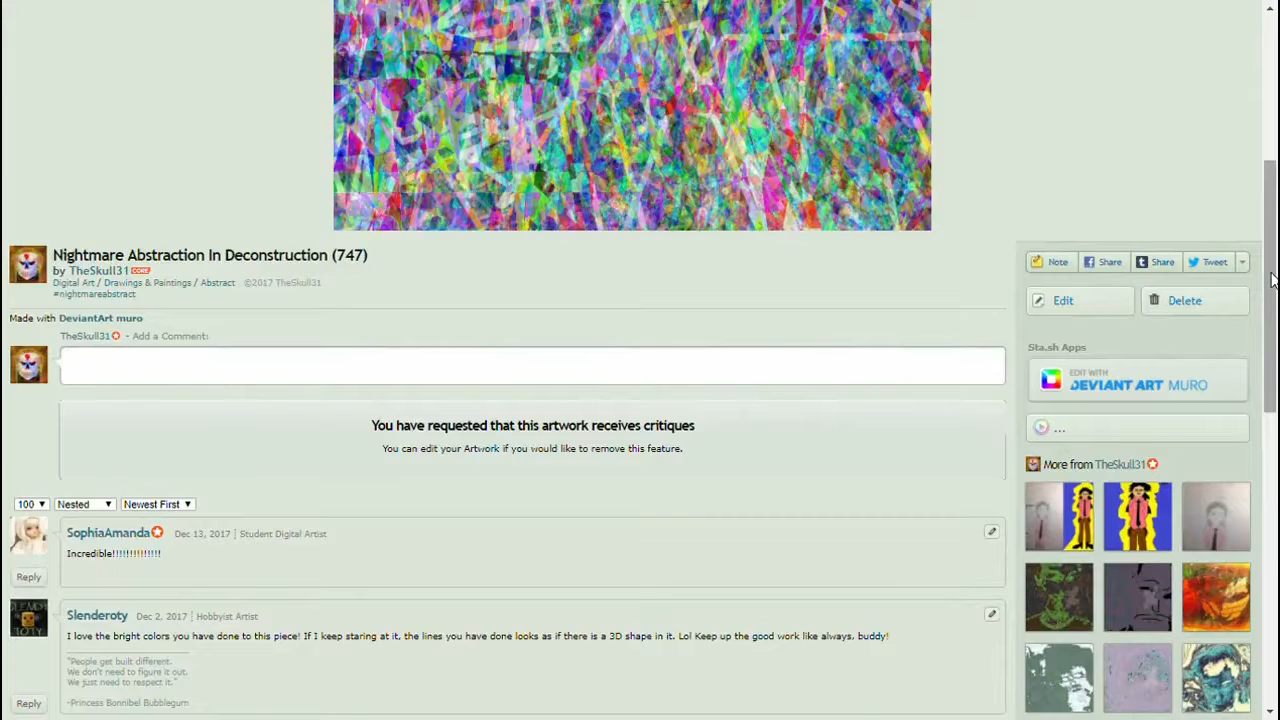 Nightmare Abstraction In Deconstruction (747)
by TheSkull31 CORE
Digital Art / Drawings & Paintings / Abstract ©2017 TheSkull31
#nightmareabstract
Note Share Share Tweet
Edit Delete
Made with DeviantArt muro
TheSkull31 - Add a Comment:
Sta.sh Apps
EDIT WITH
DEVIANT ART MURO
You have requested that this artwork receives critiques
You can edit your Artwork if you would like to remove this feature.
...
More from TheSkull31
100 Nested Newest First
SophiaAmanda Dec 13, 2017 | Student Digital Artist
Incredible!!!!!!!!!!!!!!
Reply
SLENDY
TOTY
Slenderoty Dec 2, 2017 | Hobbyist Artist
I love the bright colors you have done to this piece! If I keep staring at it, the lines you have done looks as if there is a 3D shape in it. Lol Keep up the good work like always, buddy!
"People get built different.
We don't need to figure it out.
We just need to respect it."
-Princess Bonnibel Bubblegum
Reply